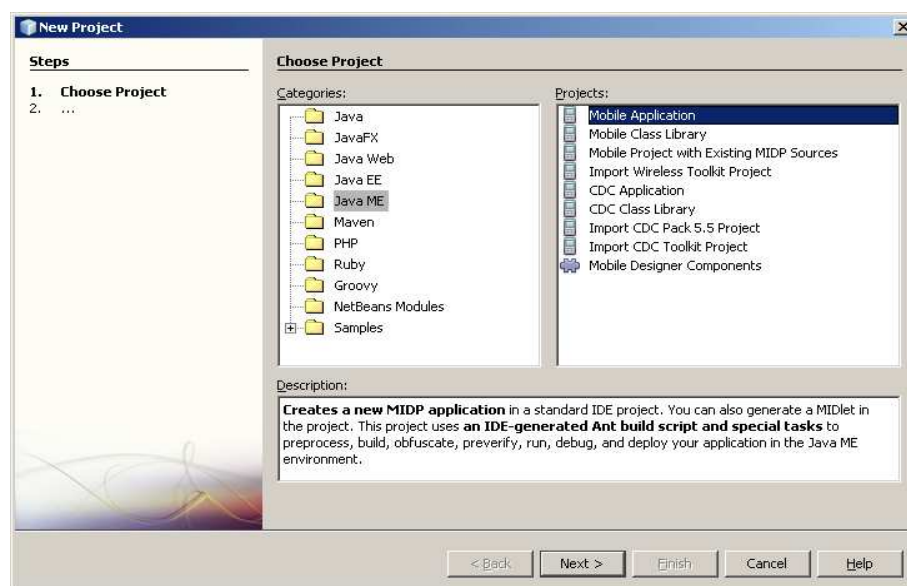 New Project
Steps
1. Choose Project
2. ...
Choose Project
Categories:
Java
JavaFX
Java Web
Java EE
Java ME
Maven
PHP
Ruby
Groovy
NetBeans Modules
Samples
Projects:
Mobile Application
Mobile Class Library
Mobile Project with Existing MIDP Sources
Import Wireless Toolkit Project
CDC Application
CDC Class Library
Import CDC Pack 5.5 Project
Import CDC Toolkit Project
Mobile Designer Components
Description:
Creates a new MIDP application in a standard IDE project. You can also generate a MIDlet in
the project. This project uses an IDE-generated Ant build script and special tasks to
preprocess, build, obfuscate, preverify, run, debug, and deploy your application in the Java ME
environment.
< Back
Next >
Finish
Cancel
Help